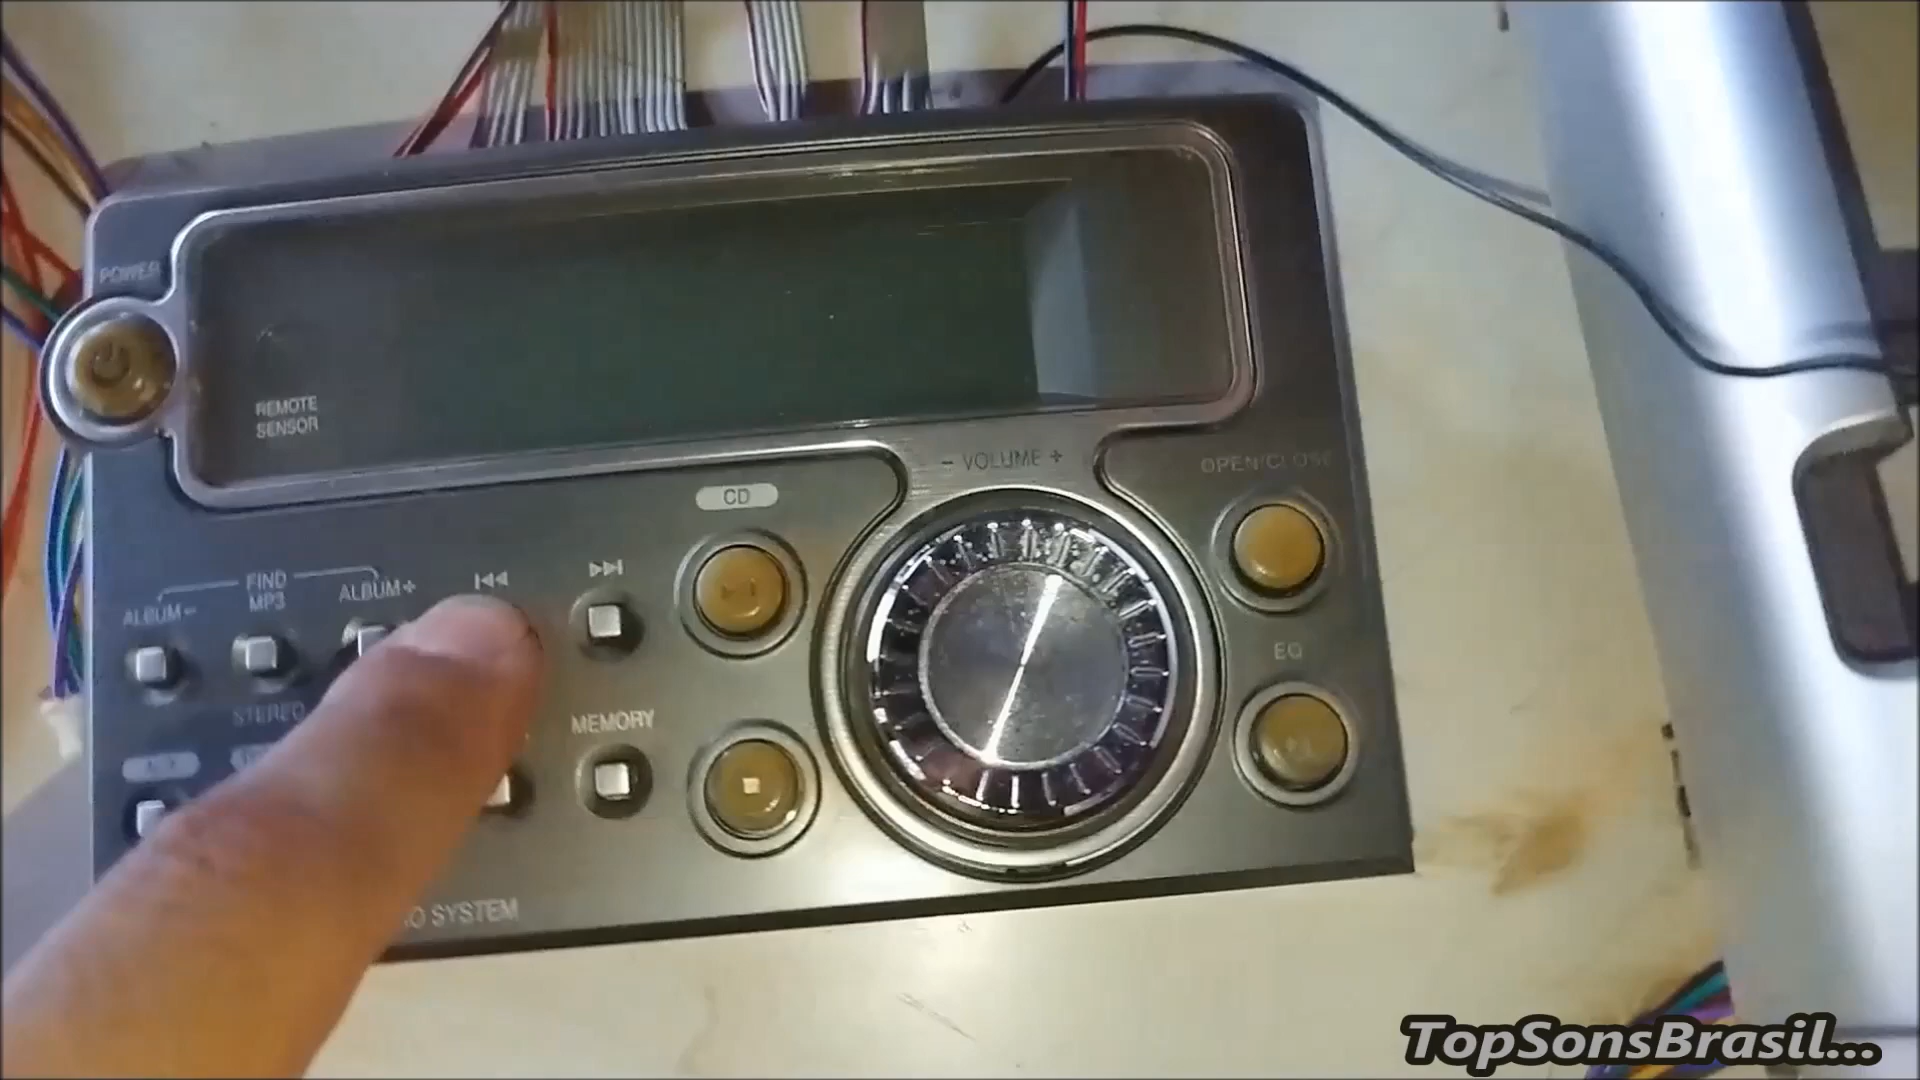 POWER
REMOTE
SENSOR
- VOLUME +
OPEN/CLOSE
CD
FIND
MP3
ALBUM-
ALBUM+
EQ
STEREO
MEMORY
SYSTEM
TopSonsBrasil...